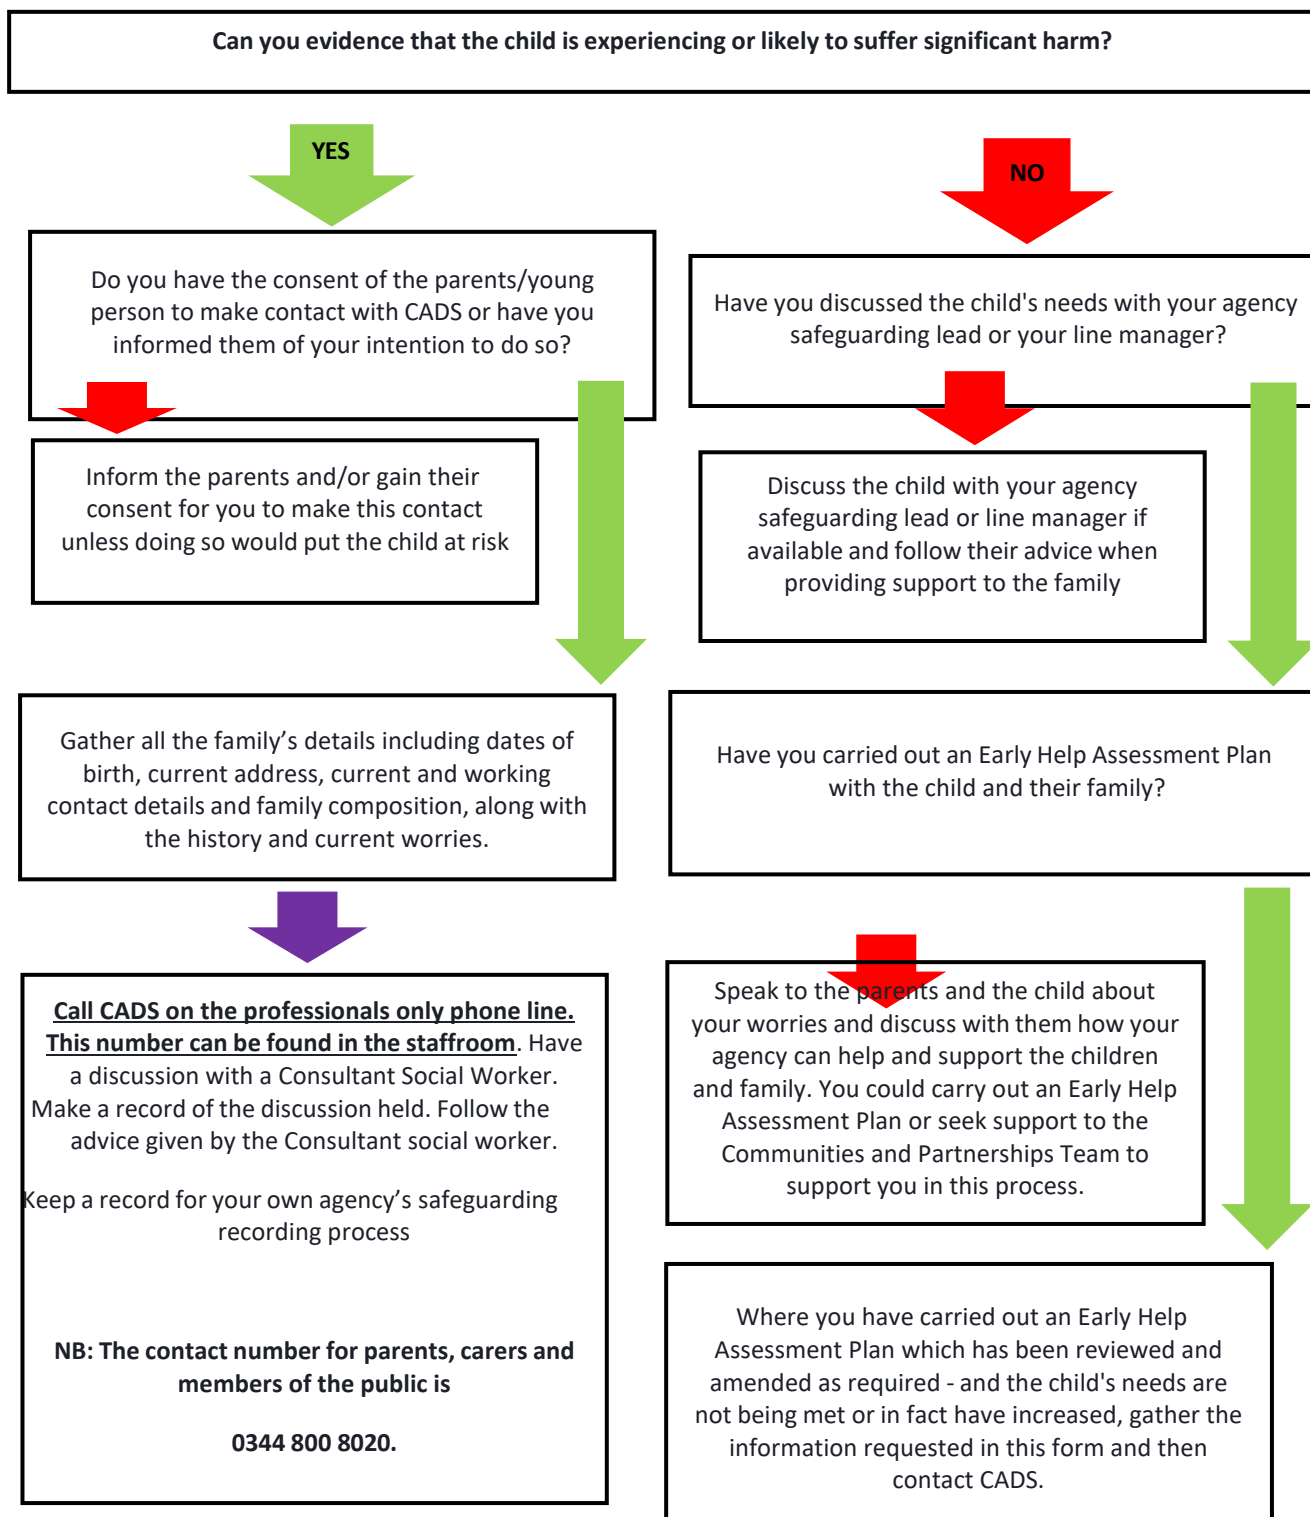 Can you evidence that the child is experiencing or likely to suffer significant harm?
YES
NO
Do you have the consent of the parents/young
person to make contact with CADS or have you
informed them of your intention to do so?
Have you discussed the child's needs with your agency
safeguarding lead or your line manager?
Inform the parents and/or gain their
consent for you to make this contact
unless doing so would put the child at risk
Discuss the child with your agency
safeguarding lead or line manager if
available and follow their advice when
providing support to the family
Gather all the family’s details including dates of
birth, current address, current and working
contact details and family composition, along with
the history and current worries.
Have you carried out an Early Help Assessment Plan
with the child and their family?
Call CADS on the professionals only phone line.
This number can be found in the staffroom. Have
a discussion with a Consultant Social Worker.
Make a record of the discussion held. Follow the
advice given by the Consultant social worker.
Keep a record for your own agency’s safeguarding
recording process
NB: The contact number for parents, carers and
members of the public is
0344 800 8020.
Speak to the parents and the child about
your worries and discuss with them how your
agency can help and support the children
and family. You could carry out an Early Help
Assessment Plan or seek support to the
Communities and Partnerships Team to
support you in this process.
Where you have carried out an Early Help
Assessment Plan which has been reviewed and
amended as required - and the child's needs are
not being met or in fact have increased, gather the
information requested in this form and then
contact CADS.